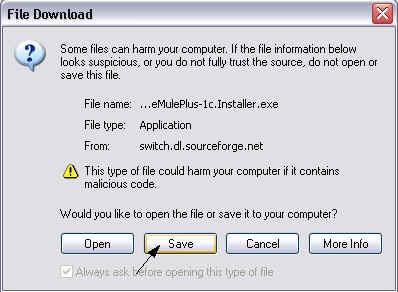 File Download
Some files can harm your computer. If the file information below
looks suspicious, or you do not fully trust the source, do not open or
save this file.
File name: ...eMulePlus-1c.Installer.exe
File type: Application
From: switch.dl.sourceforge.net
This type of file could harm your computer if it contains
malicious code.
Would you like to open the file or save it to your computer?
Open Save Cancel More Info
Always ask before opening this type of file